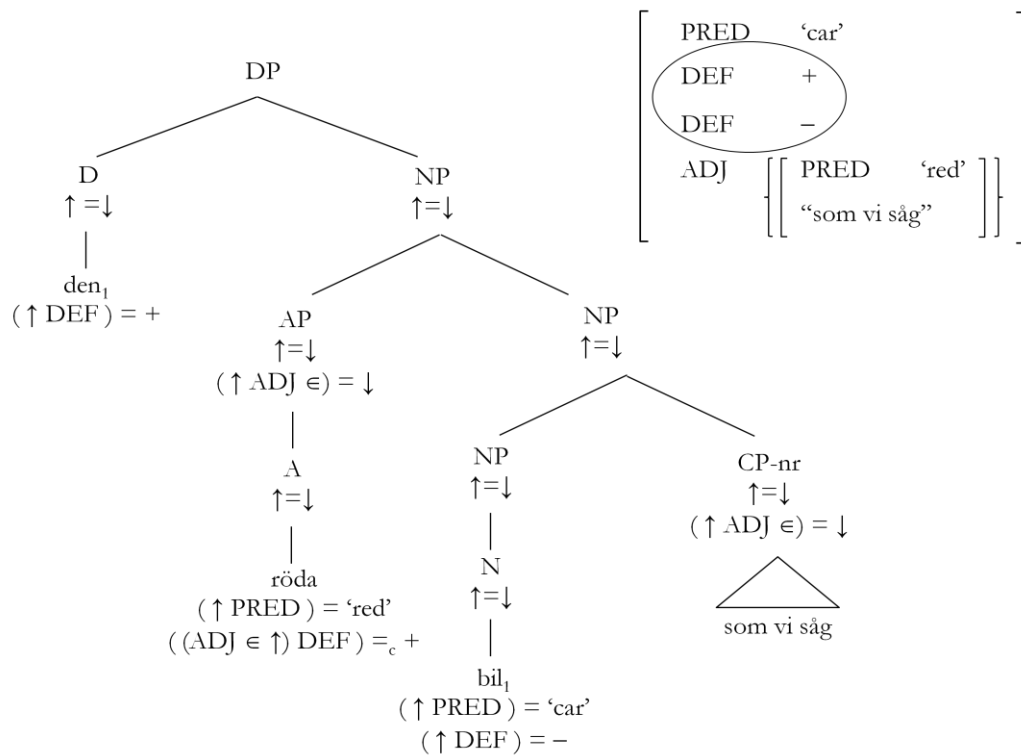 PRED ‘car’
DEF +
DEF –
ADJ {[ PRED ‘red’ ]}
“som vi såg”
DP
D NP
↑ =↓ ↑=↓
den₁
( ↑ DEF ) = +
AP NP
↑=↓ ↑=↓
( ↑ ADJ ∈) = ↓
NP CP-nr
A ↑=↓ ↑=↓
↑=↓ ( ↑ ADJ ∈) = ↓
N
röda ↑=↓
( ↑ PRED ) = ‘red’ som vi såg
( (ADJ ∈ ↑) DEF) =c +
bil₁
( ↑ PRED ) = ‘car’
( ↑ DEF ) = –